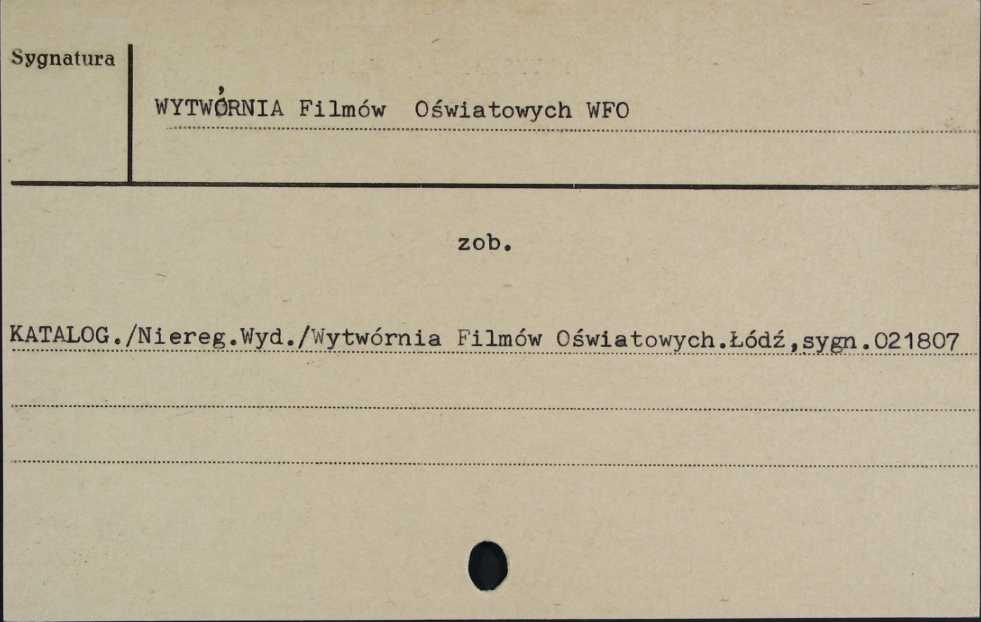 Sygnatura
WYTWÓRNIA Filmów Oświatowych WFO
zob.
KATALOG./Niereg.Wyd./Wytwórnia Filmów Oświatowych.Łódź,sygn.021807